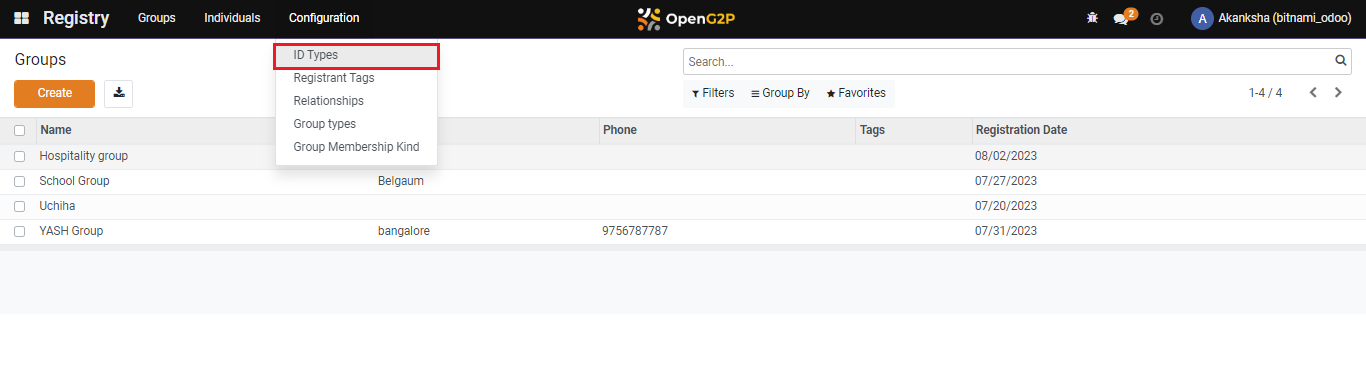 Registry Groups Individuals Configuration OpenG2P 2 A Akanksha (bitnami_odoo)
Groups
ID Types
Search...
Registrant Tags
Create
Filters Group By Favorites 1-4 / 4
Relationships
Group types
Group Membership Kind
Name Phone Tags Registration Date
Hospitality group 08/02/2023
School Group Belgaum 07/27/2023
Uchiha 07/20/2023
YASH Group bangalore 9756787787 07/31/2023